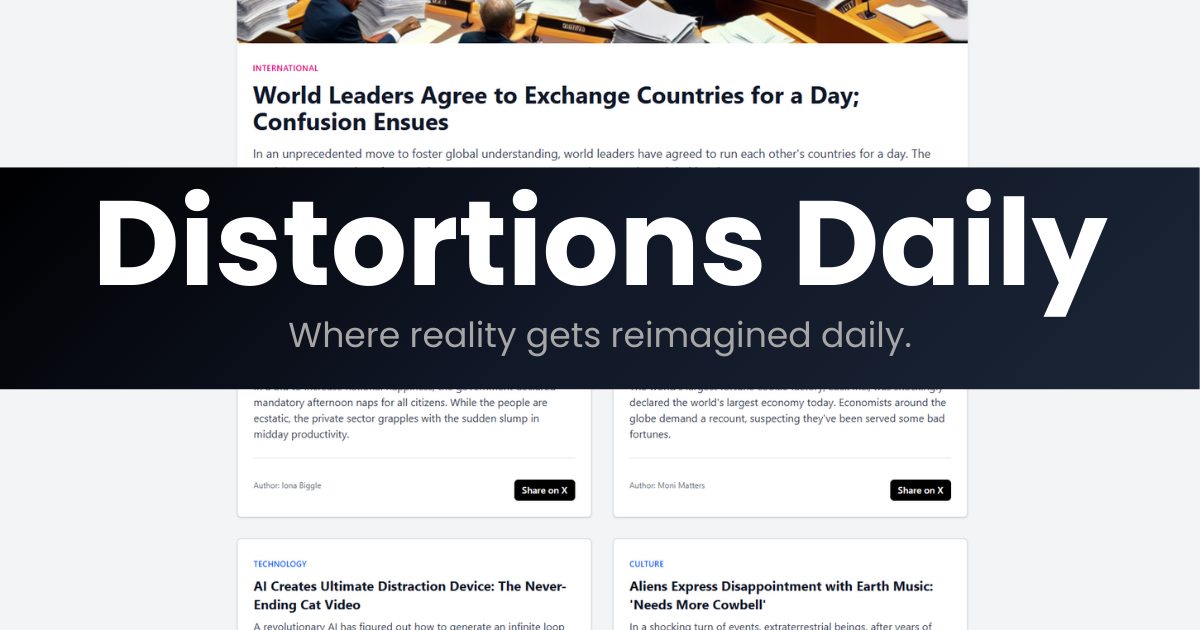 INTERNATIONAL
World Leaders Agree to Exchange Countries for a Day;
Confusion Ensues
In an unprecedented move to foster global understanding, world leaders have agreed to run each other's countries for a day. The
Distortions Daily
Where reality gets reimagined daily.
mandatory afternoon naps for all citizens. While the people are
ecstatic, the private sector grapples with the sudden slump in
midday productivity.
Author: Iona Biggle
Share on X
declared the world's largest economy today. Economists around the
globe demand a recount, suspecting they've been served some bad
fortunes.
Author: Moni Matters
Share on X
TECHNOLOGY
AI Creates Ultimate Distraction Device: The Never-
Ending Cat Video
A revolutionary AI has figured out how to generate an infinite loop
CULTURE
Aliens Express Disappointment with Earth Music:
'Needs More Cowbell'
In a shocking turn of events, extraterrestrial beings, after years of